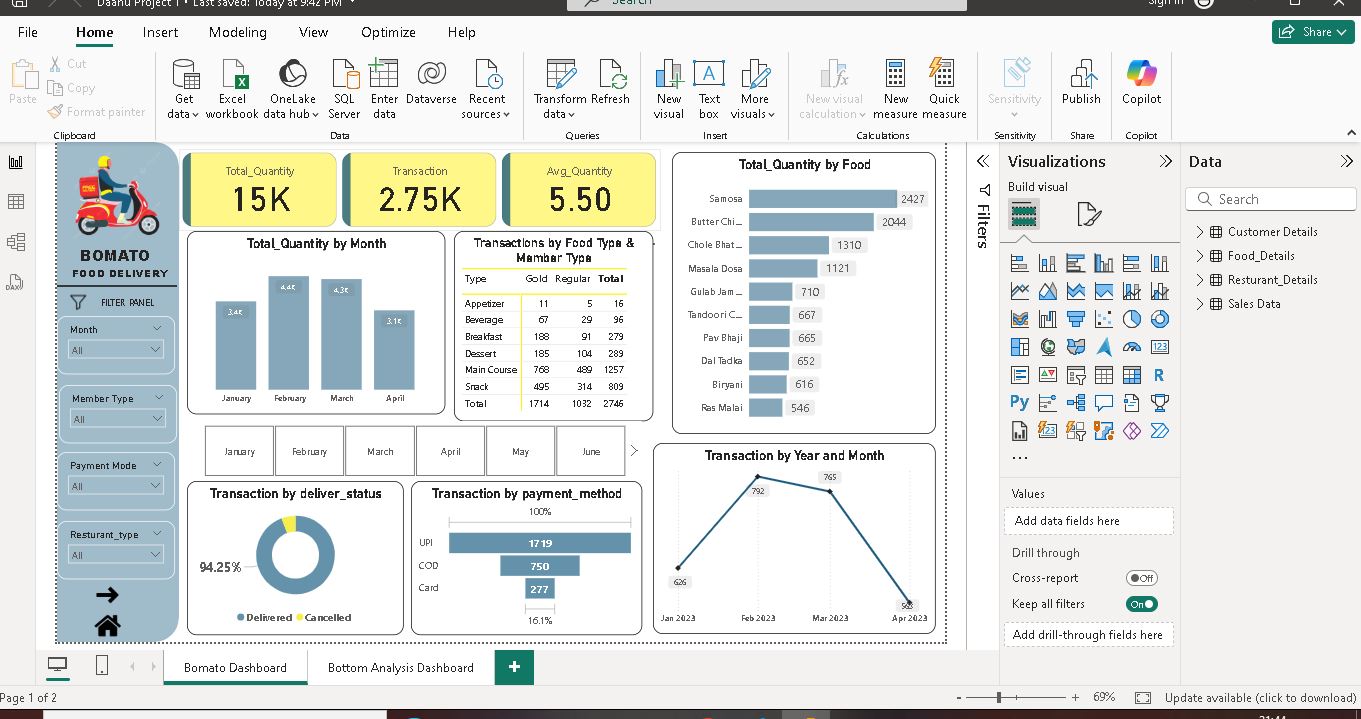 Daanu Project 1 • Last saved: Today at 9:42 PM
Search
Sign in
File
Home
Insert
Modeling
View
Optimize
Help
Share
Paste
Cut
Copy
Format painter
Get data
Excel workbook
OneLake data hub
SQL Server
Enter data
Dataverse
Recent sources
Transform data
Refresh
New visual
Text box
More visuals
New visual calculation
New measure
Quick measure
Sensitivity
Publish
Copilot
Clipboard
Data
Queries
Insert
Calculations
Sensitivity
Share
Copilot
BOMATO
FOOD DELIVERY
FILTER PANEL
Month
All
Member Type
All
Payment Mode
All
Resturant_type
All
Total_Quantity
15K
Transaction
2.75K
Avg_Quantity
5.50
Total_Quantity by Month
3.4K
4.4K
4.3K
3.1K
January
February
March
April
Transactions by Food Type &
Member Type
Type Gold Regular Total
Appetizer 11 5 16
Beverage 67 29 96
Breakfast 188 91 279
Dessert 185 104 289
Main Course 768 489 1257
Snack 495 314 809
Total 1714 1032 2746
Total_Quantity by Food
Samosa 2427
Butter Chi... 2044
Chole Bhat... 1310
Masala Dosa 1121
Gulab Jam... 710
Tandoori C... 667
Pav Bhaji 665
Dal Tadka 652
Biryani 616
Ras Malai 546
January
February
March
April
May
June
Transaction by deliver_status
94.25%
Delivered
Cancelled
Transaction by payment_method
100%
UPI 1719
COD 750
Card 277
16.1%
Transaction by Year and Month
626
792
765
563
Jan 2023
Feb 2023
Mar 2023
Apr 2023
Filters
Visualizations
Build visual
123
R
Py
123
...
Values
Add data fields here
Drill through
Cross-report
Off
Keep all filters
On
Add drill-through fields here
Data
Search
Customer Details
Food_Details
Resturant_Details
Sales Data
Bomato Dashboard
Bottom Analysis Dashboard
+
Page 1 of 2
- + 69%
Update available (click to download)